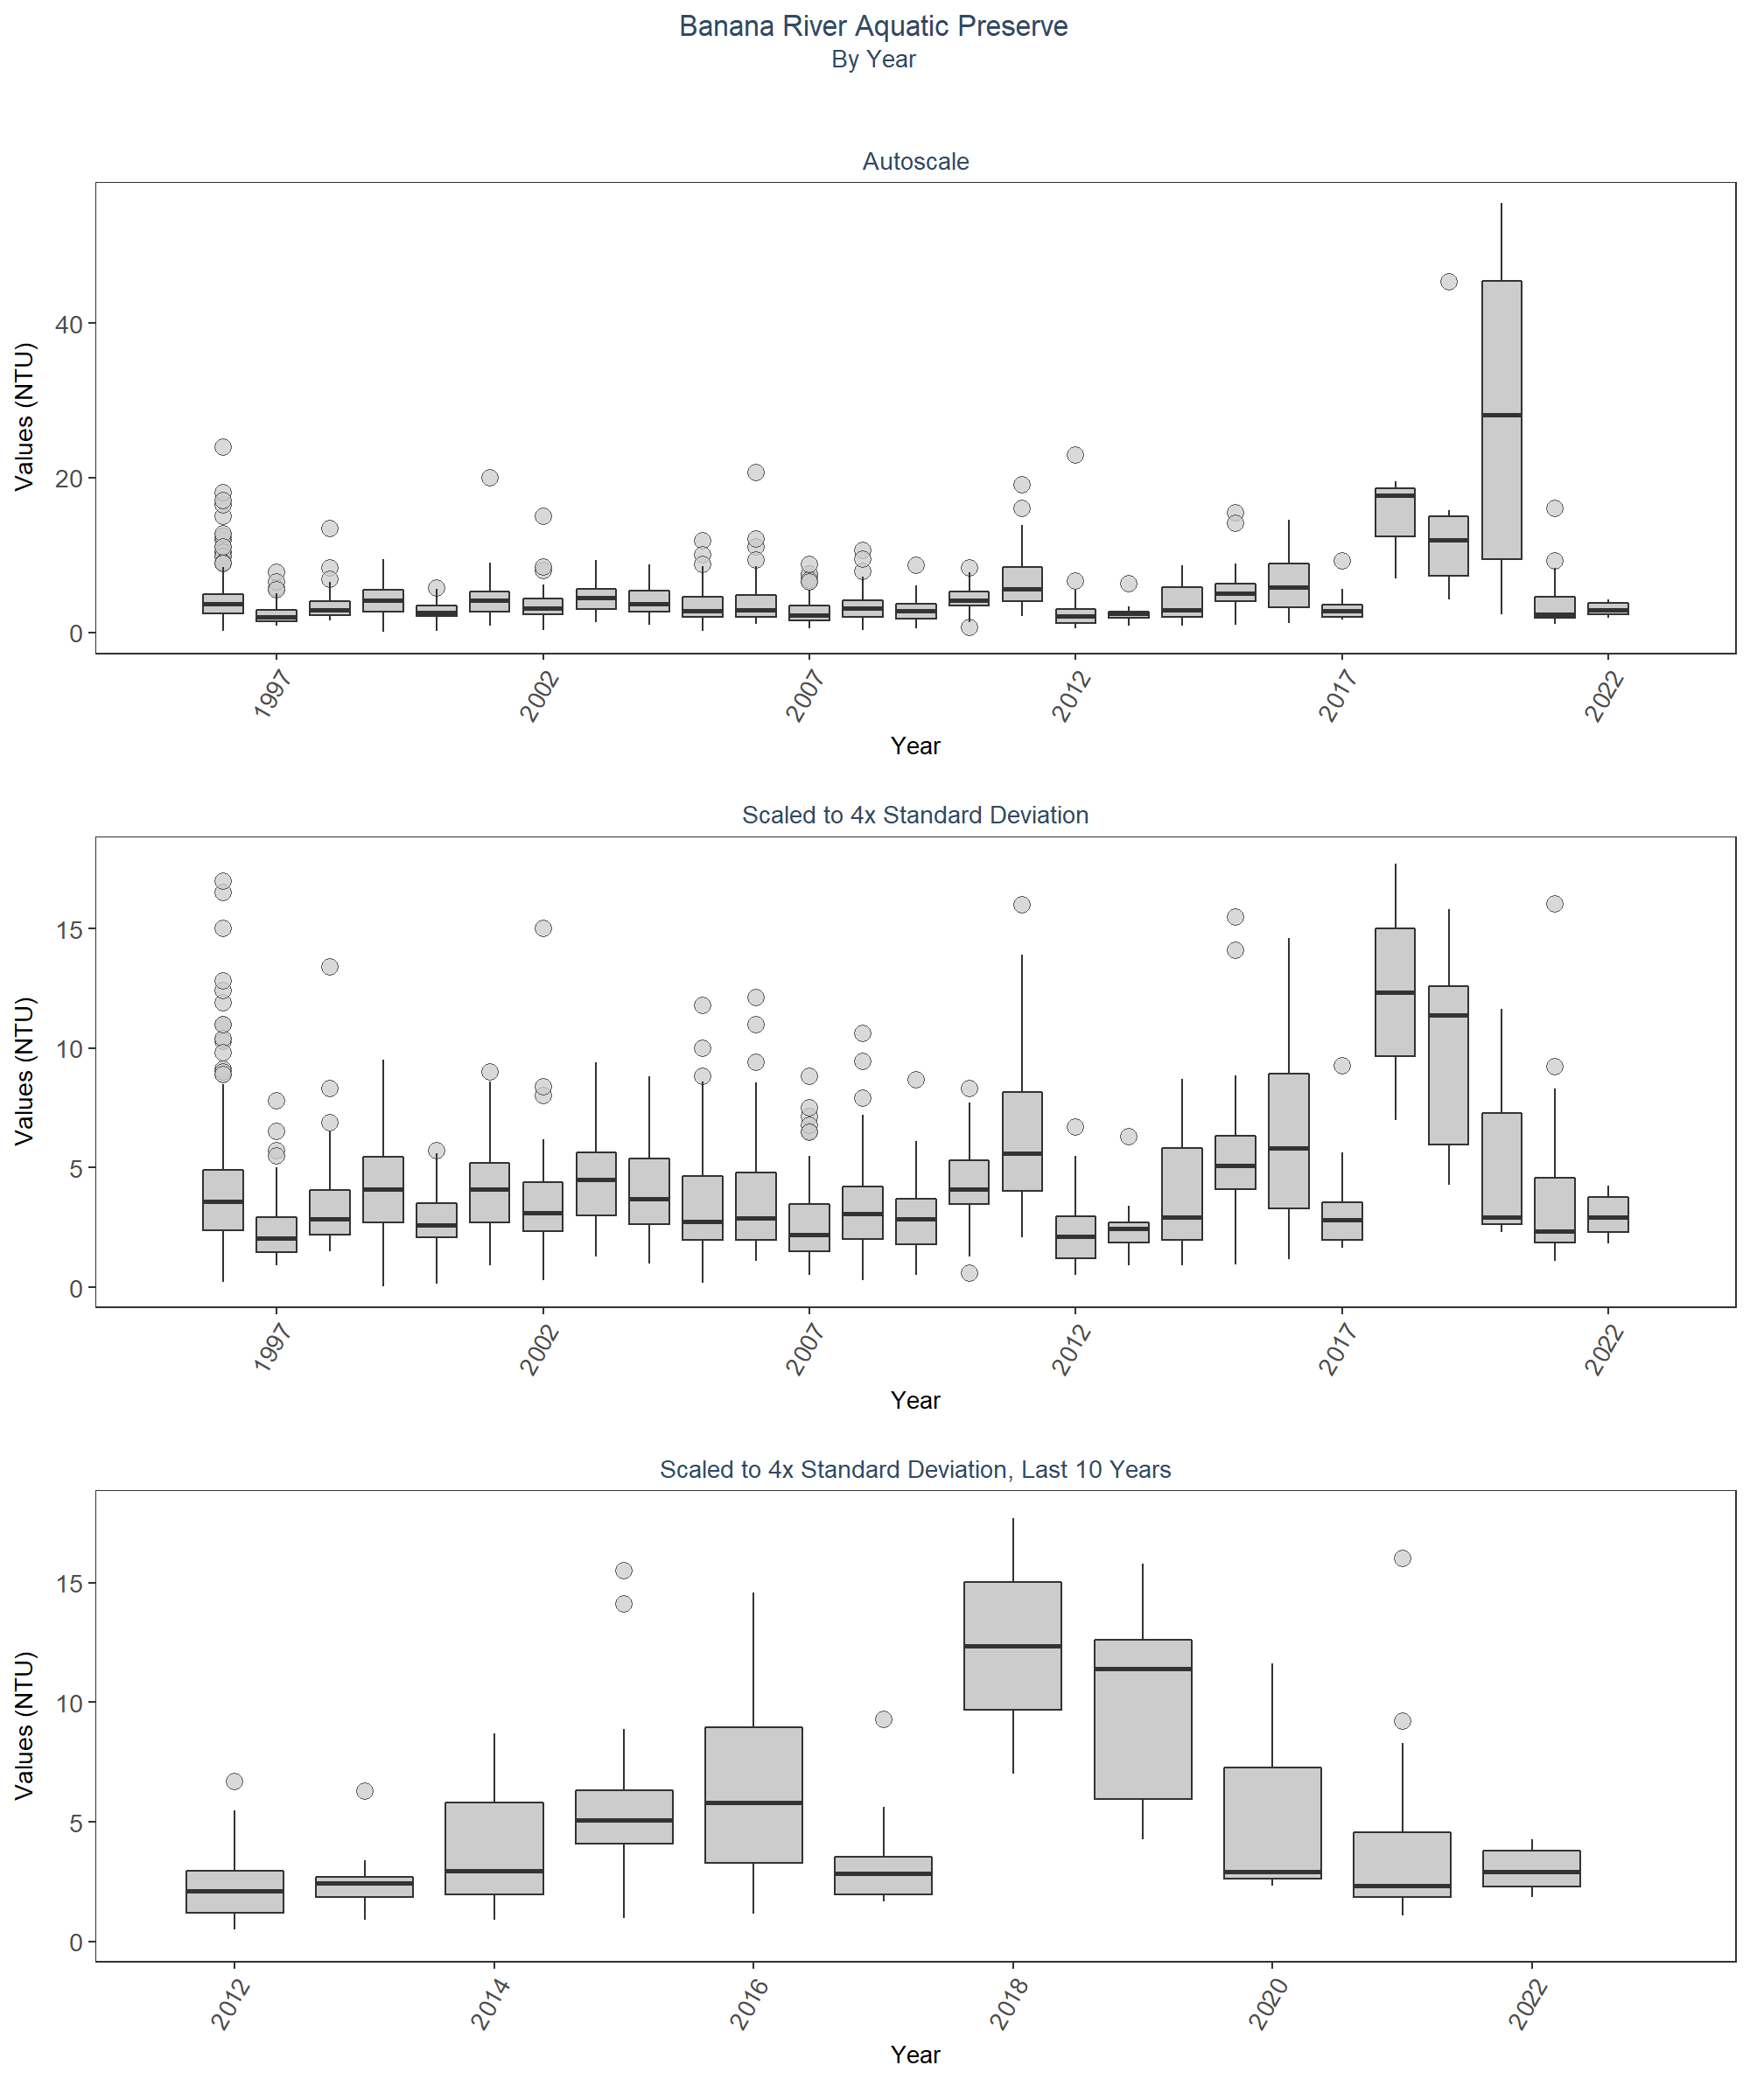 Banana River Aquatic Preserve
By Year
Autoscale
Values (NTU)
40
20
0
1997 2002 2007 2012 2017 2022
Year
Scaled to 4x Standard Deviation
Values (NTU)
15
10
5
0
1997 2002 2007 2012 2017 2022
Year
Scaled to 4x Standard Deviation, Last 10 Years
Values (NTU)
15
10
5
0
2012 2014 2016 2018 2020 2022
Year